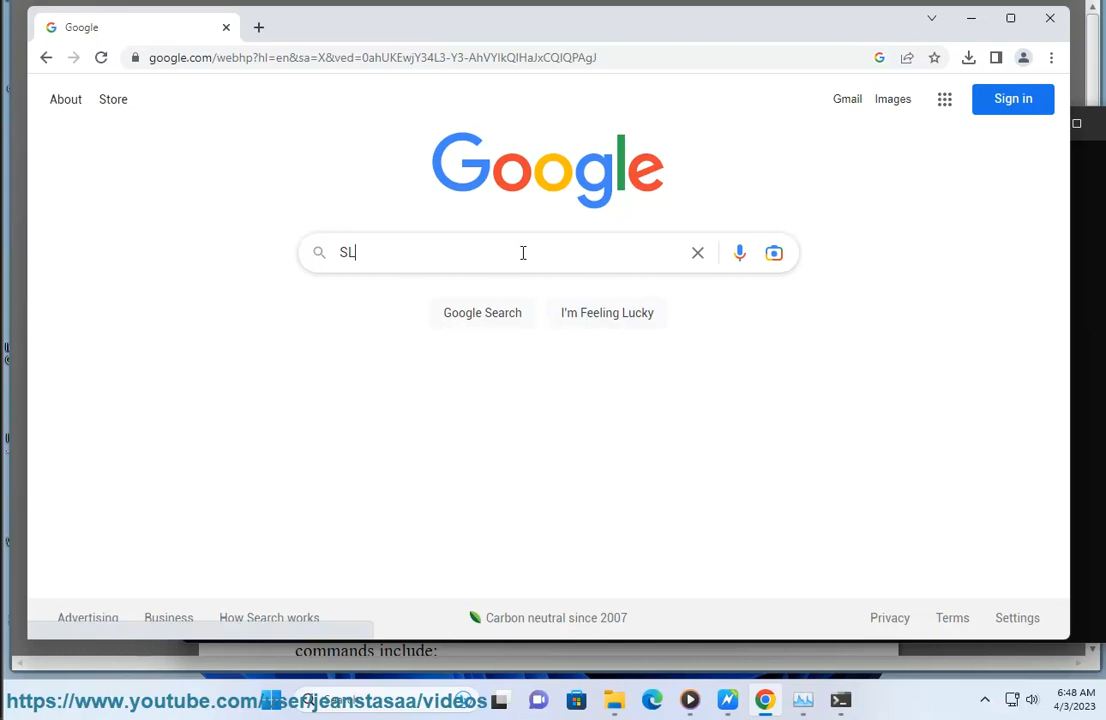 Google
google.com/webhp?hl=en&sa=X&ved=0ahUKEwjY34L3-Y3-AhVYlkQIHaJxCQIQPAgJ
About Store
Gmail Images Sign in
Google
SL
Google Search I'm Feeling Lucky
Advertising Business How Search works
Carbon neutral since 2007
Privacy Terms Settings
commands include:
https://www.youtube.com/userjjenstasaa/videos
6:48 AM
4/3/2023